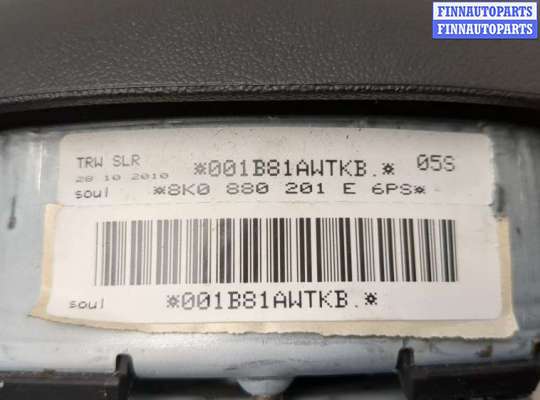 FINNAUTOPARTS
FINNAUTOPARTS
TRW SLR *001B81AWTKB.* 05S
28 10 2010
soul *8K0 880 201 E 6PS*
soul *001B81AWTKB.*